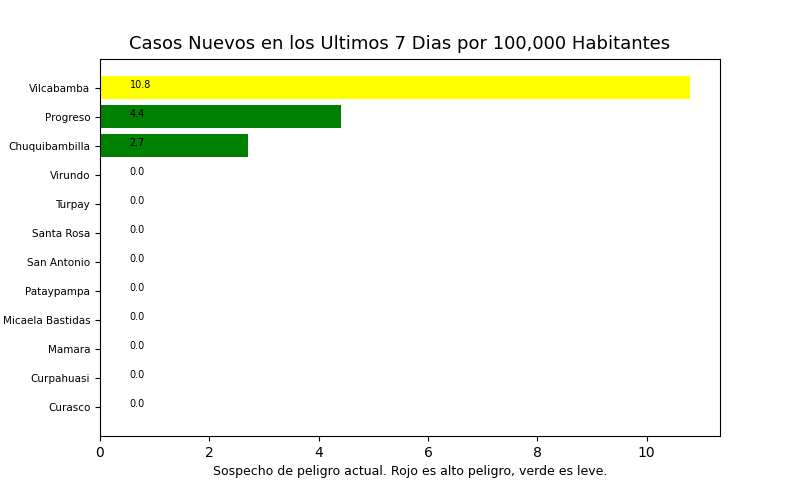 Casos Nuevos en los Ultimos 7 Dias por 100,000 Habitantes
Vilcabamba 10.8
Progreso 4.4
Chuquibambilla 2.7
Virundo 0.0
Turpay 0.0
Santa Rosa 0.0
San Antonio 0.0
Pataypampa 0.0
Micaela Bastidas 0.0
Mamara 0.0
Curpahuasi 0.0
Curasco 0.0
0 2 4 6 8 10
Sospecho de peligro actual. Rojo es alto peligro, verde es leve.